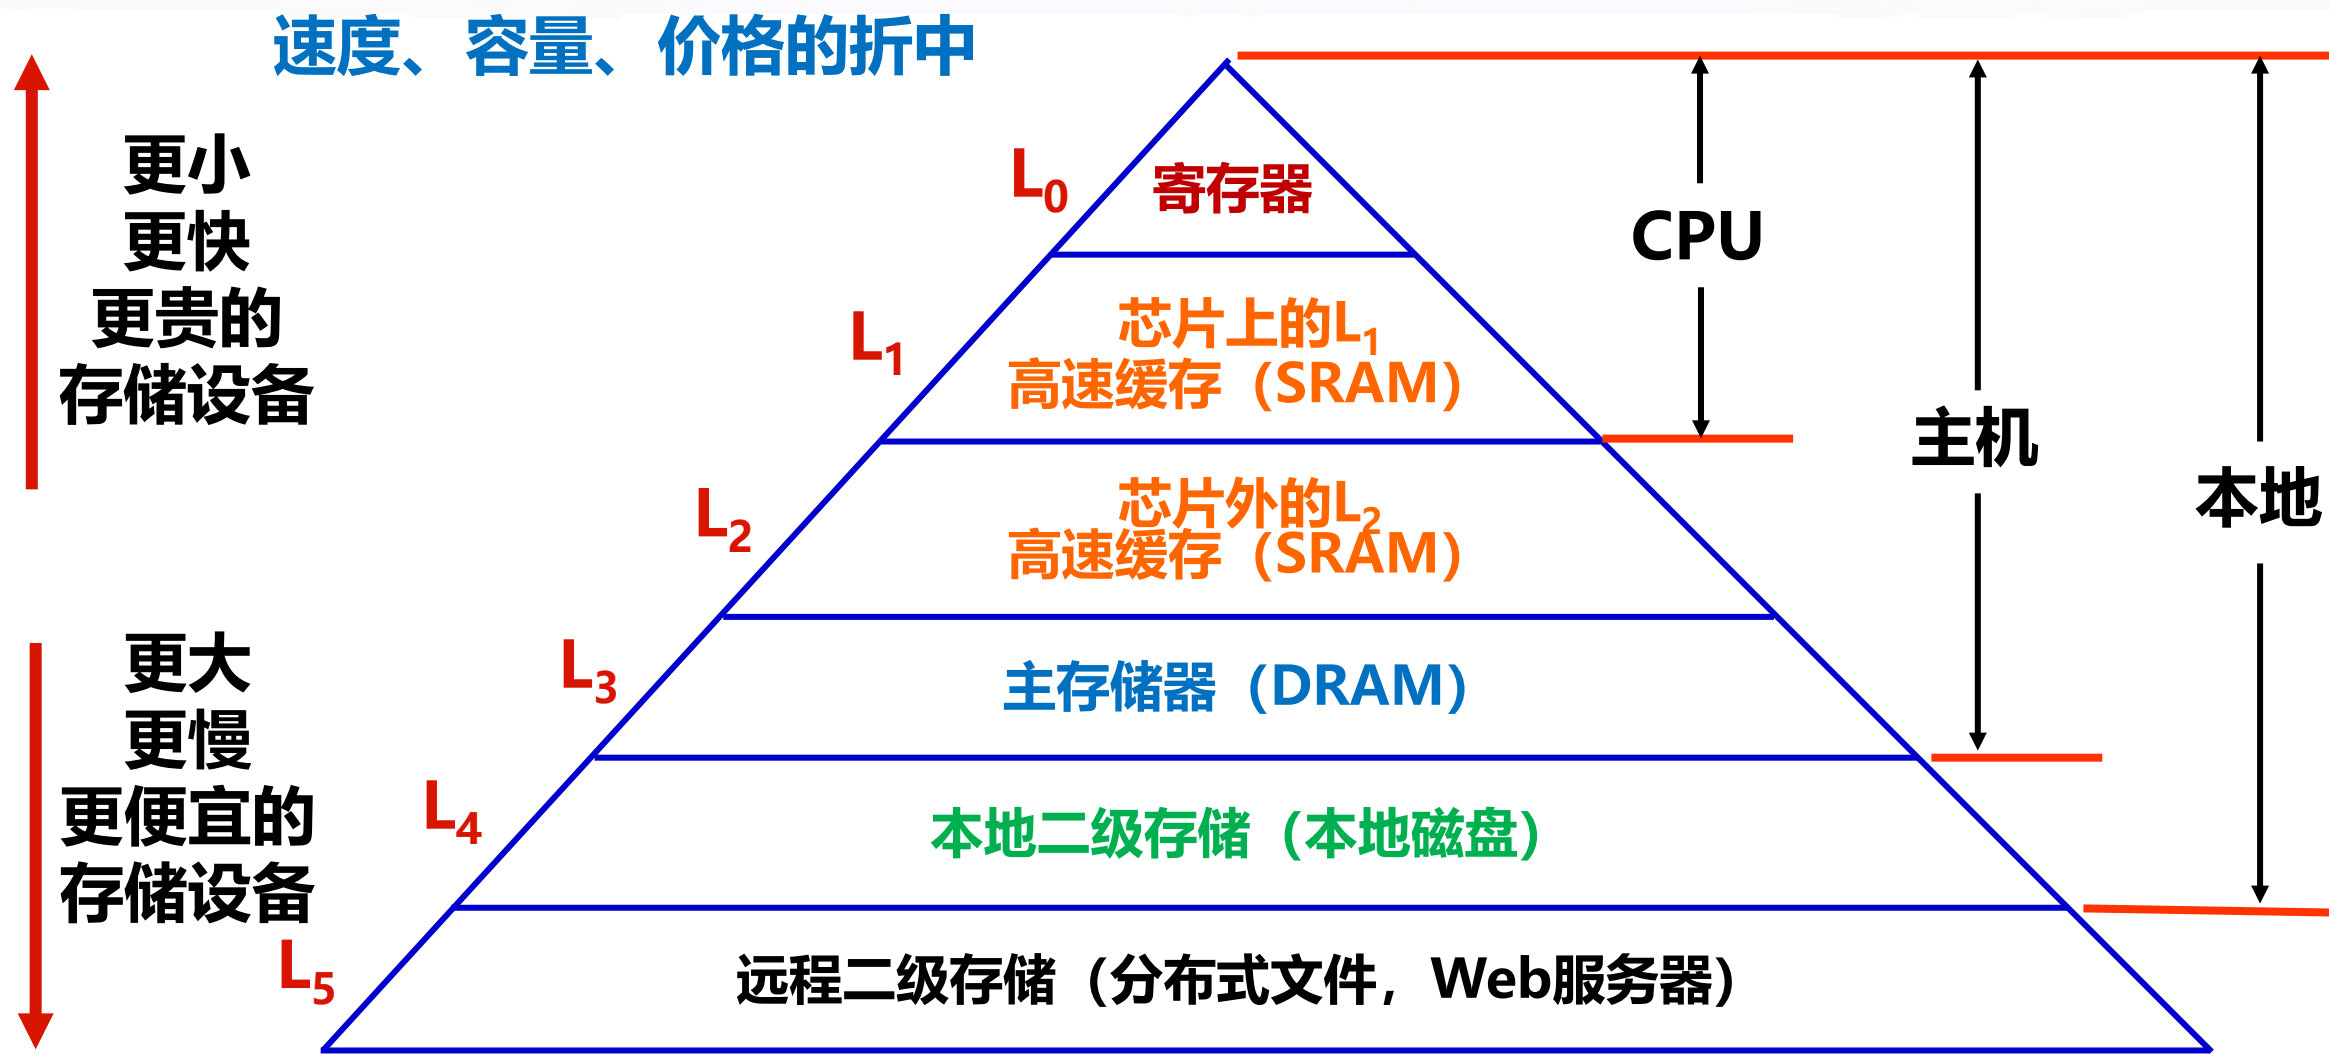 速度、容量、价格的折中
更小
更快
更贵的
存储设备
更大
更慢
更便宜的
存储设备
L0
寄存器
L1
芯片上的L1
高速缓存（SRAM）
L2
芯片外的L2
高速缓存（SRAM）
L3
主存储器（DRAM）
L4
本地二级存储（本地磁盘）
L5
远程二级存储（分布式文件，Web服务器）
CPU
主机
本地